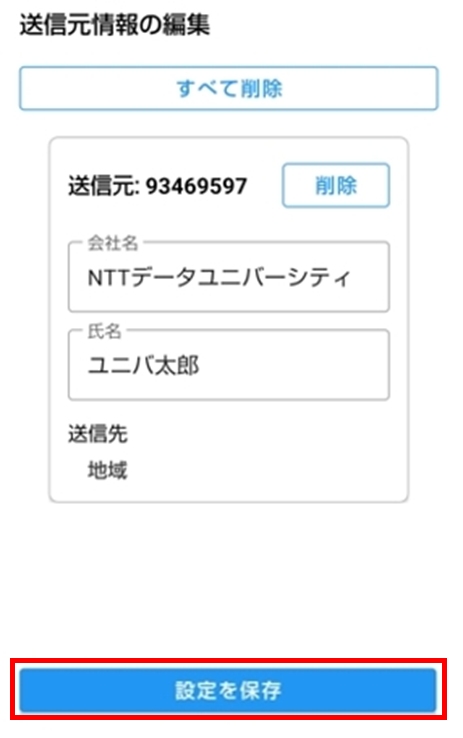 送信元情報の編集
すべて削除
送信元: 93469597
削除
会社名
NTTデータユニバーシティ
氏名
ユニバ太郎
送信先
地域
設定を保存